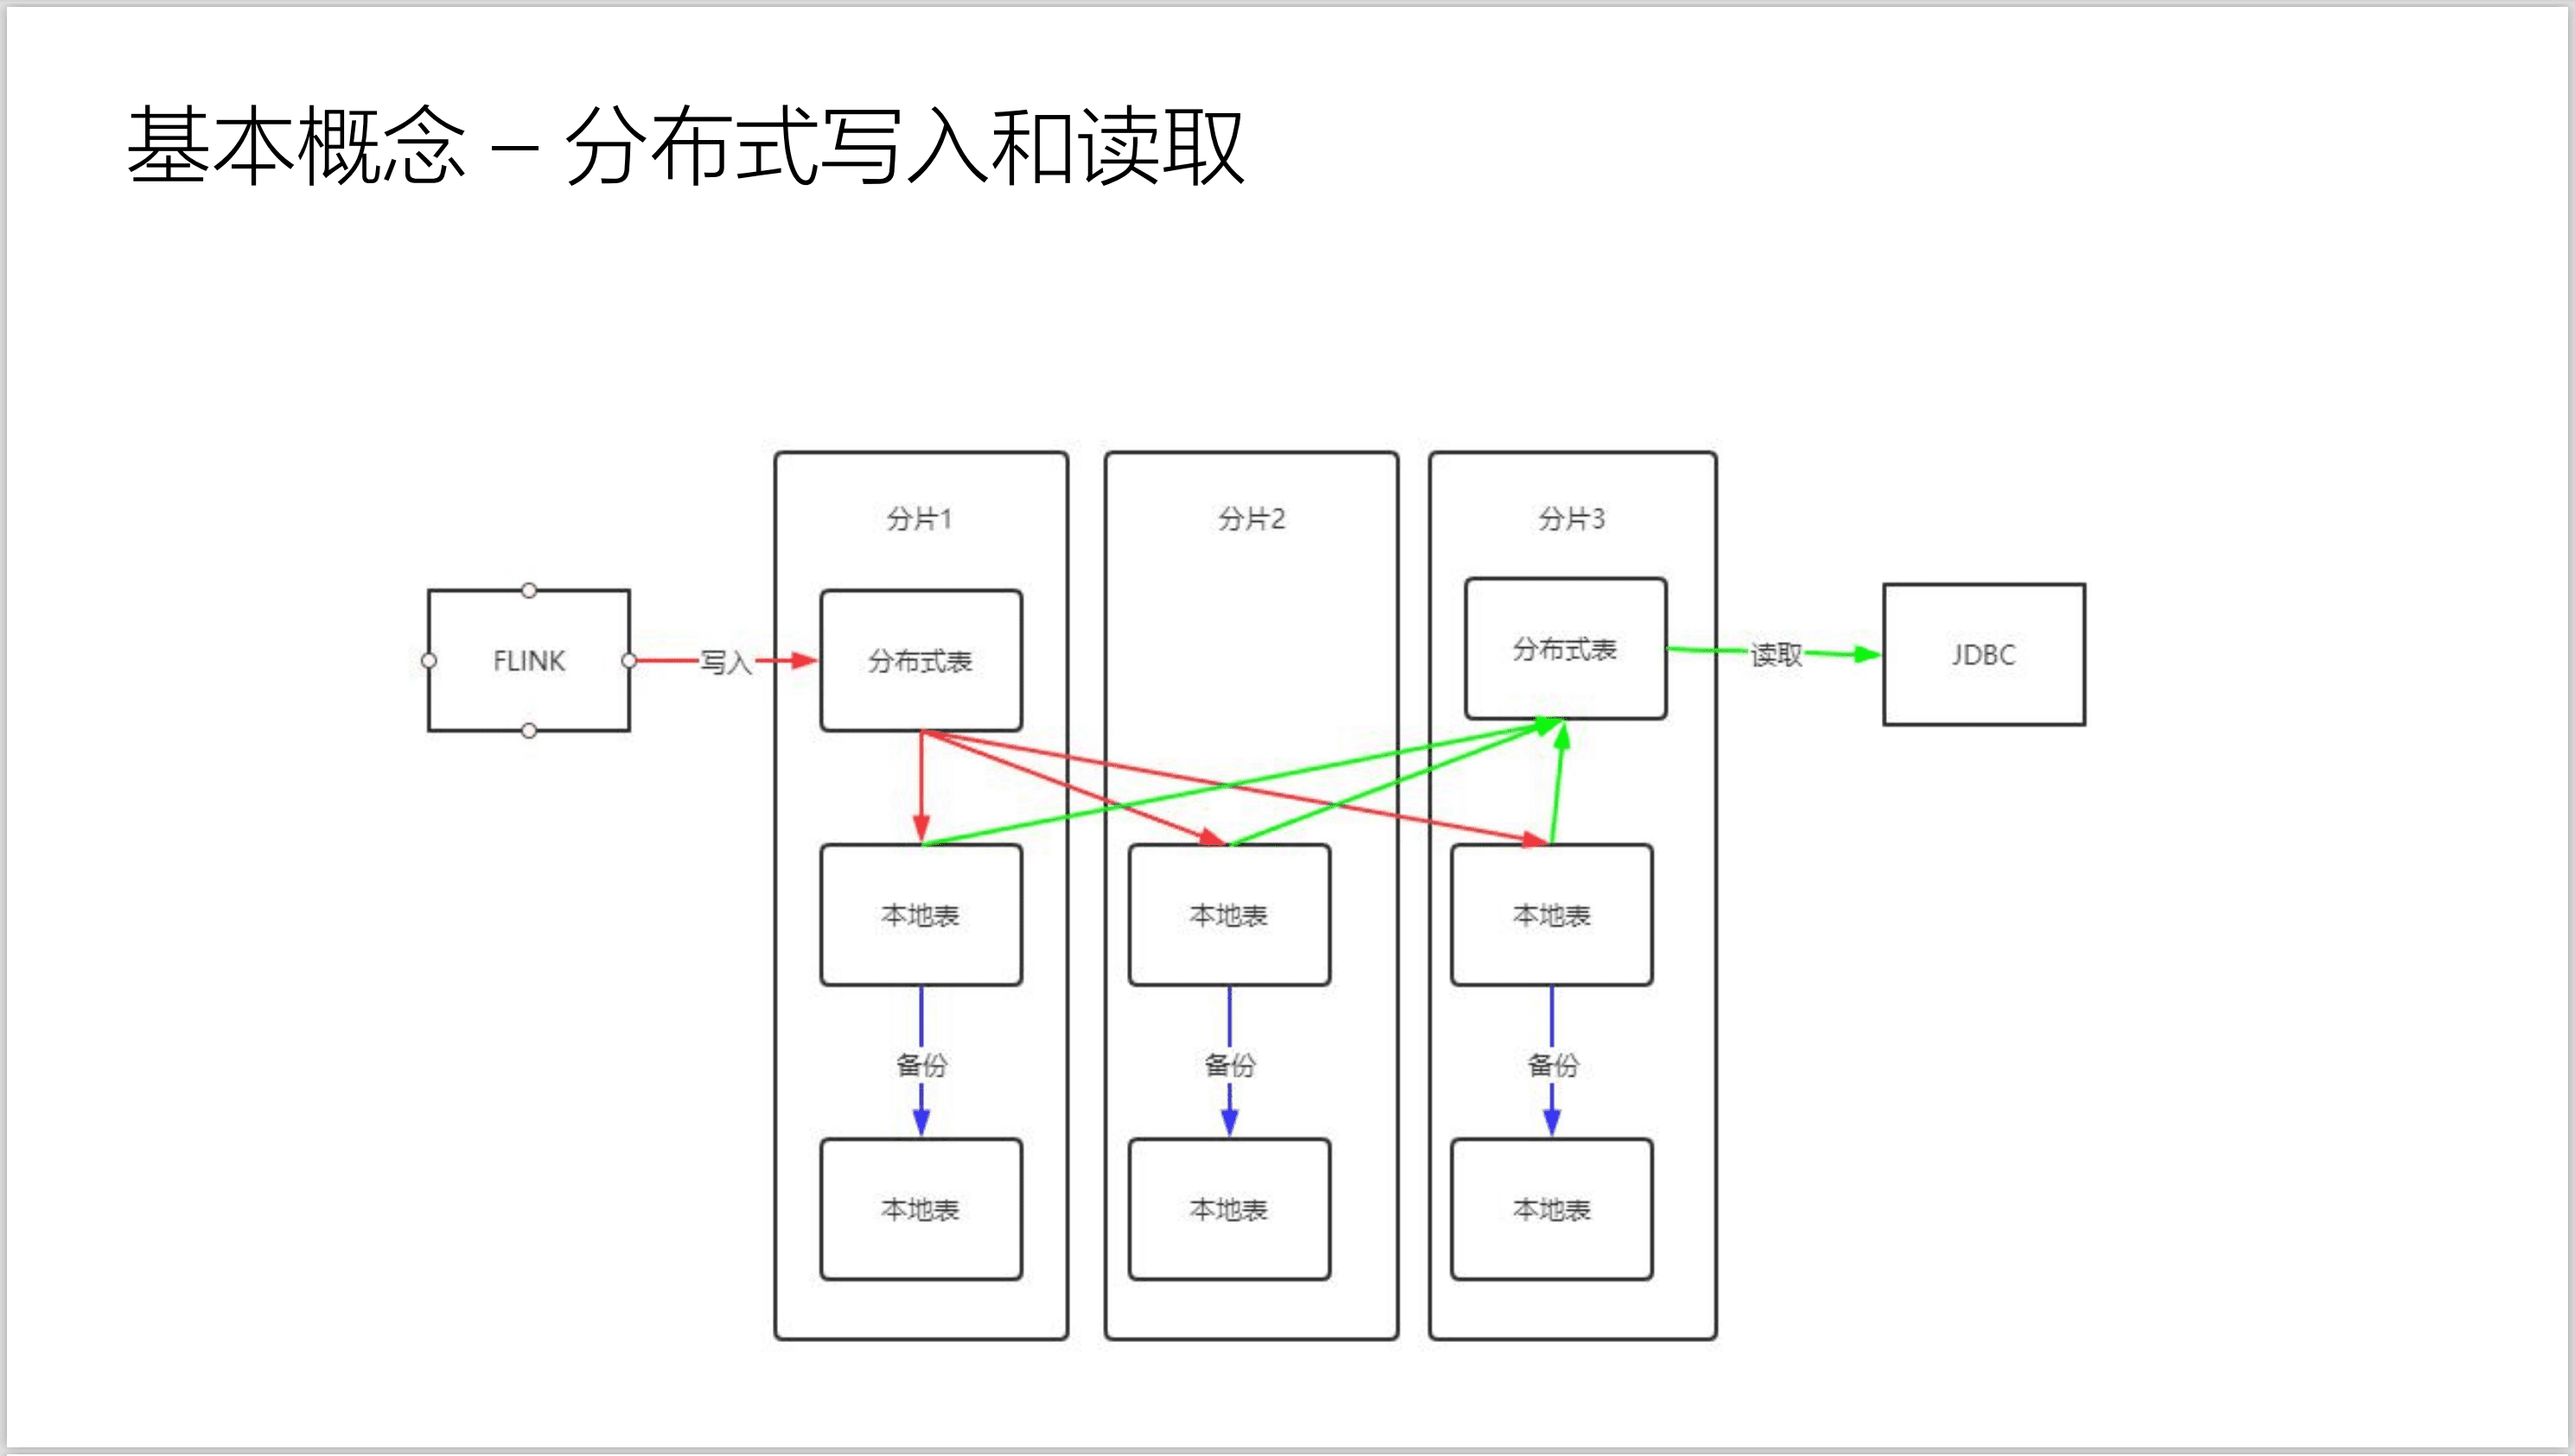 基本概念 – 分布式写入和读取
分片1
分片2
分片3
FLINK
写入
分布式表
分布式表
读取
JDBC
本地表
本地表
本地表
备份
备份
备份
本地表
本地表
本地表